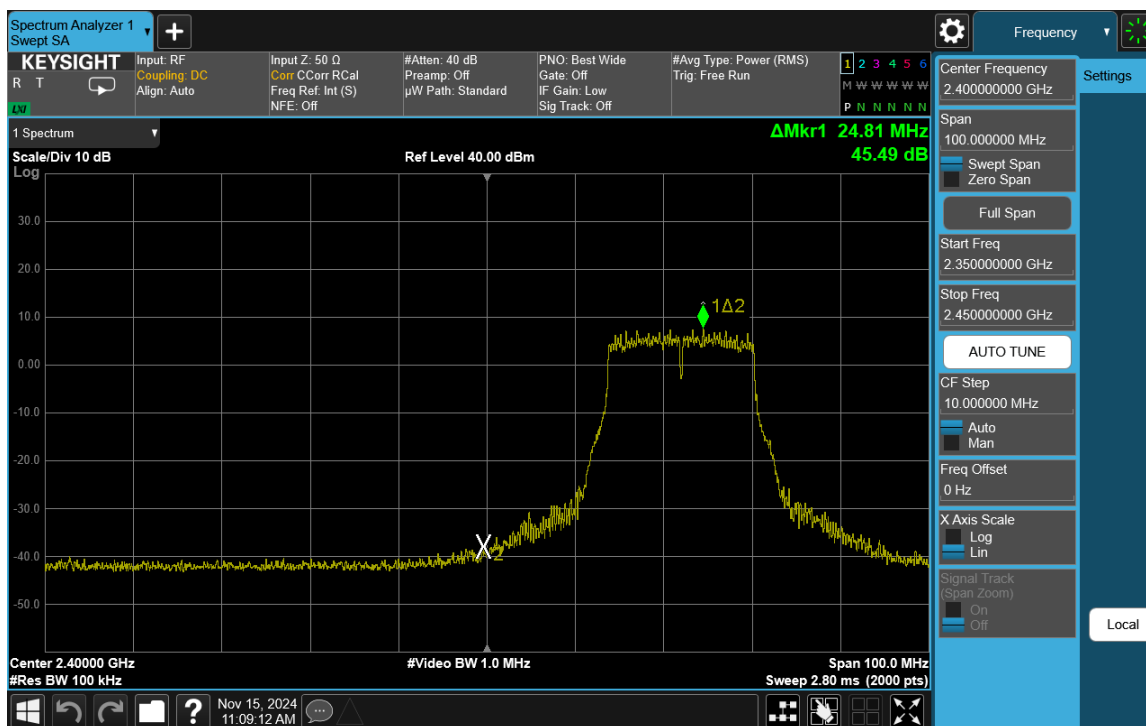 Spectrum Analyzer 1
Swept SA
+
Frequency
KEYSIGHT
R T
LXI
Input: RF
Coupling: DC
Align: Auto
Input Z: 50 Ω
Corr CCorr RCal
Freq Ref: Int (S)
NFE: Off
#Atten: 40 dB
Preamp: Off
µW Path: Standard
PNO: Best Wide
Gate: Off
IF Gain: Low
Sig Track: Off
#Avg Type: Power (RMS)
Trig: Free Run
1 2 3 4 5 6
M W W W W W
P N N N N N
1 Spectrum
Scale/Div 10 dB
Log
Ref Level 40.00 dBm
ΔMkr1 24.81 MHz
45.49 dB
30.0
20.0
10.0
0.00
-10.0
-20.0
-30.0
-40.0
-50.0
1Δ2
X2
Center 2.40000 GHz
#Res BW 100 kHz
#Video BW 1.0 MHz
Span 100.0 MHz
Sweep 2.80 ms (2000 pts)
Center Frequency
2.400000000 GHz
Span
100.000000 MHz
Swept Span
Zero Span
Full Span
Start Freq
2.350000000 GHz
Stop Freq
2.450000000 GHz
AUTO TUNE
CF Step
10.000000 MHz
Auto
Man
Freq Offset
0 Hz
X Axis Scale
Log
Lin
Signal Track
(Span Zoom)
On
Off
Settings
Local
?
Nov 15, 2024
11:09:12 AM